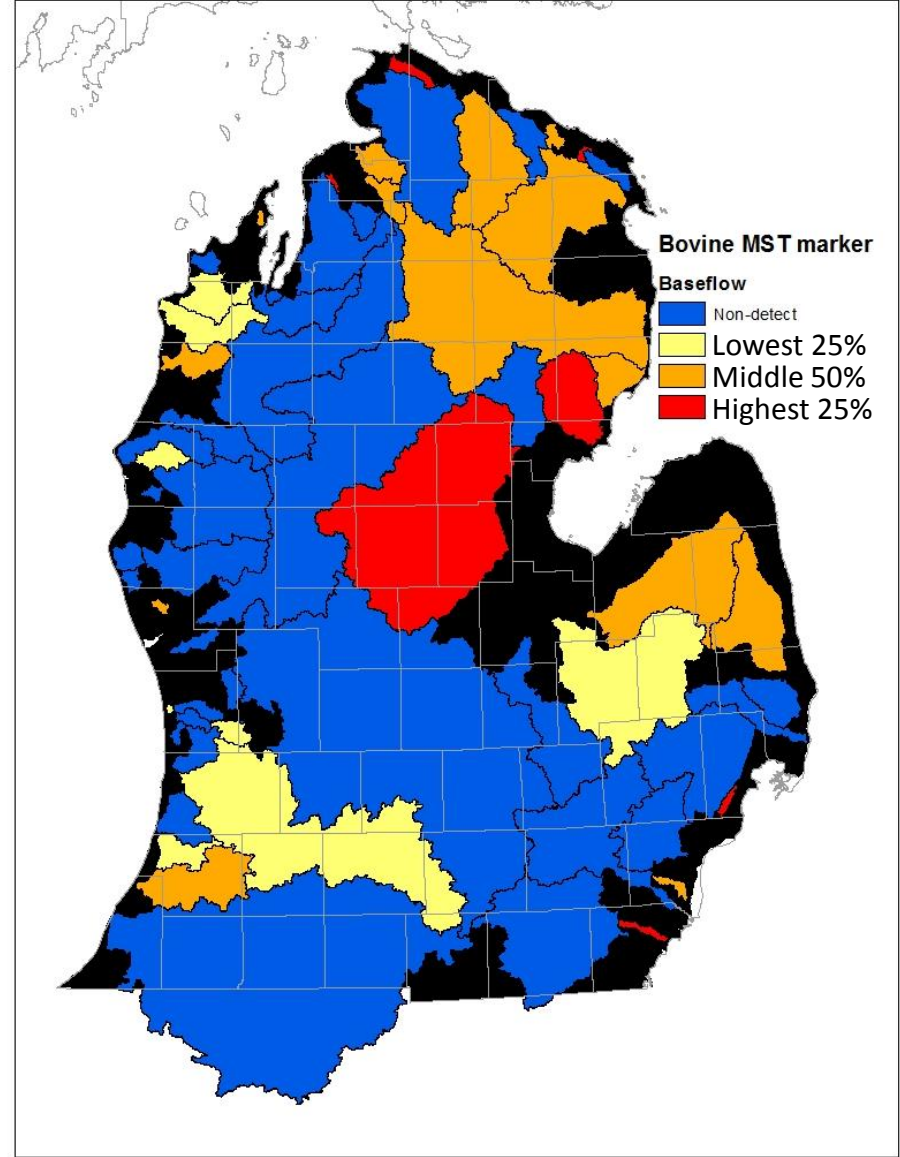 Bovine MST marker
Baseflow
Non-detect
Lowest 25%
Middle 50%
Highest 25%